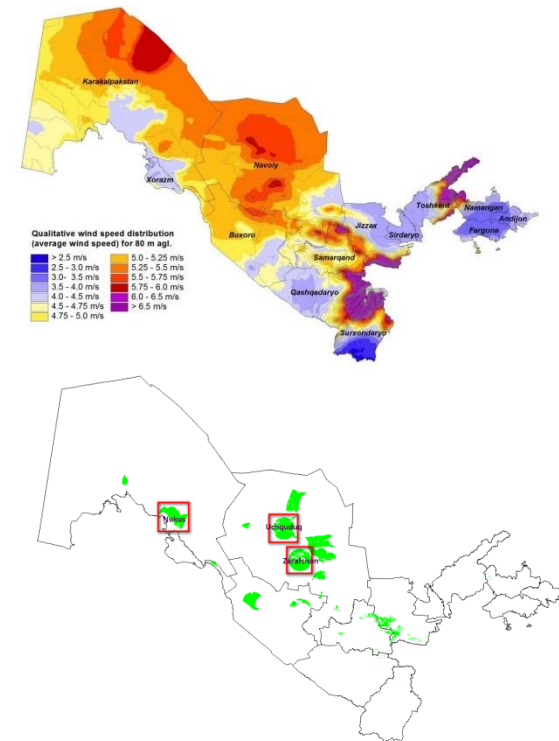 Karakalpakstan
Xorazm
Navoiy
Buxoro
Jizzax
Toshkent
Sirdaryo
Namangan
Andijon
Fargona
Samarqand
Qashqadaryo
Surxondaryo
Qualitative wind speed distribution
(average wind speed) for 80 m agl.
> 2.5 m/s
2.5 - 3.0 m/s
3.0- 3.5 m/s
3.5 - 4.0 m/s
4.0 - 4.5 m/s
4.5 - 4.75 m/s
4.75 - 5.0 m/s
5.0 - 5.25 m/s
5.25 - 5.5 m/s
5.5 - 5.75 m/s
5.75 - 6.0 m/s
6.0 - 6.5 m/s
> 6.5 m/s
Nukus
Uchquduq
Zarafshon